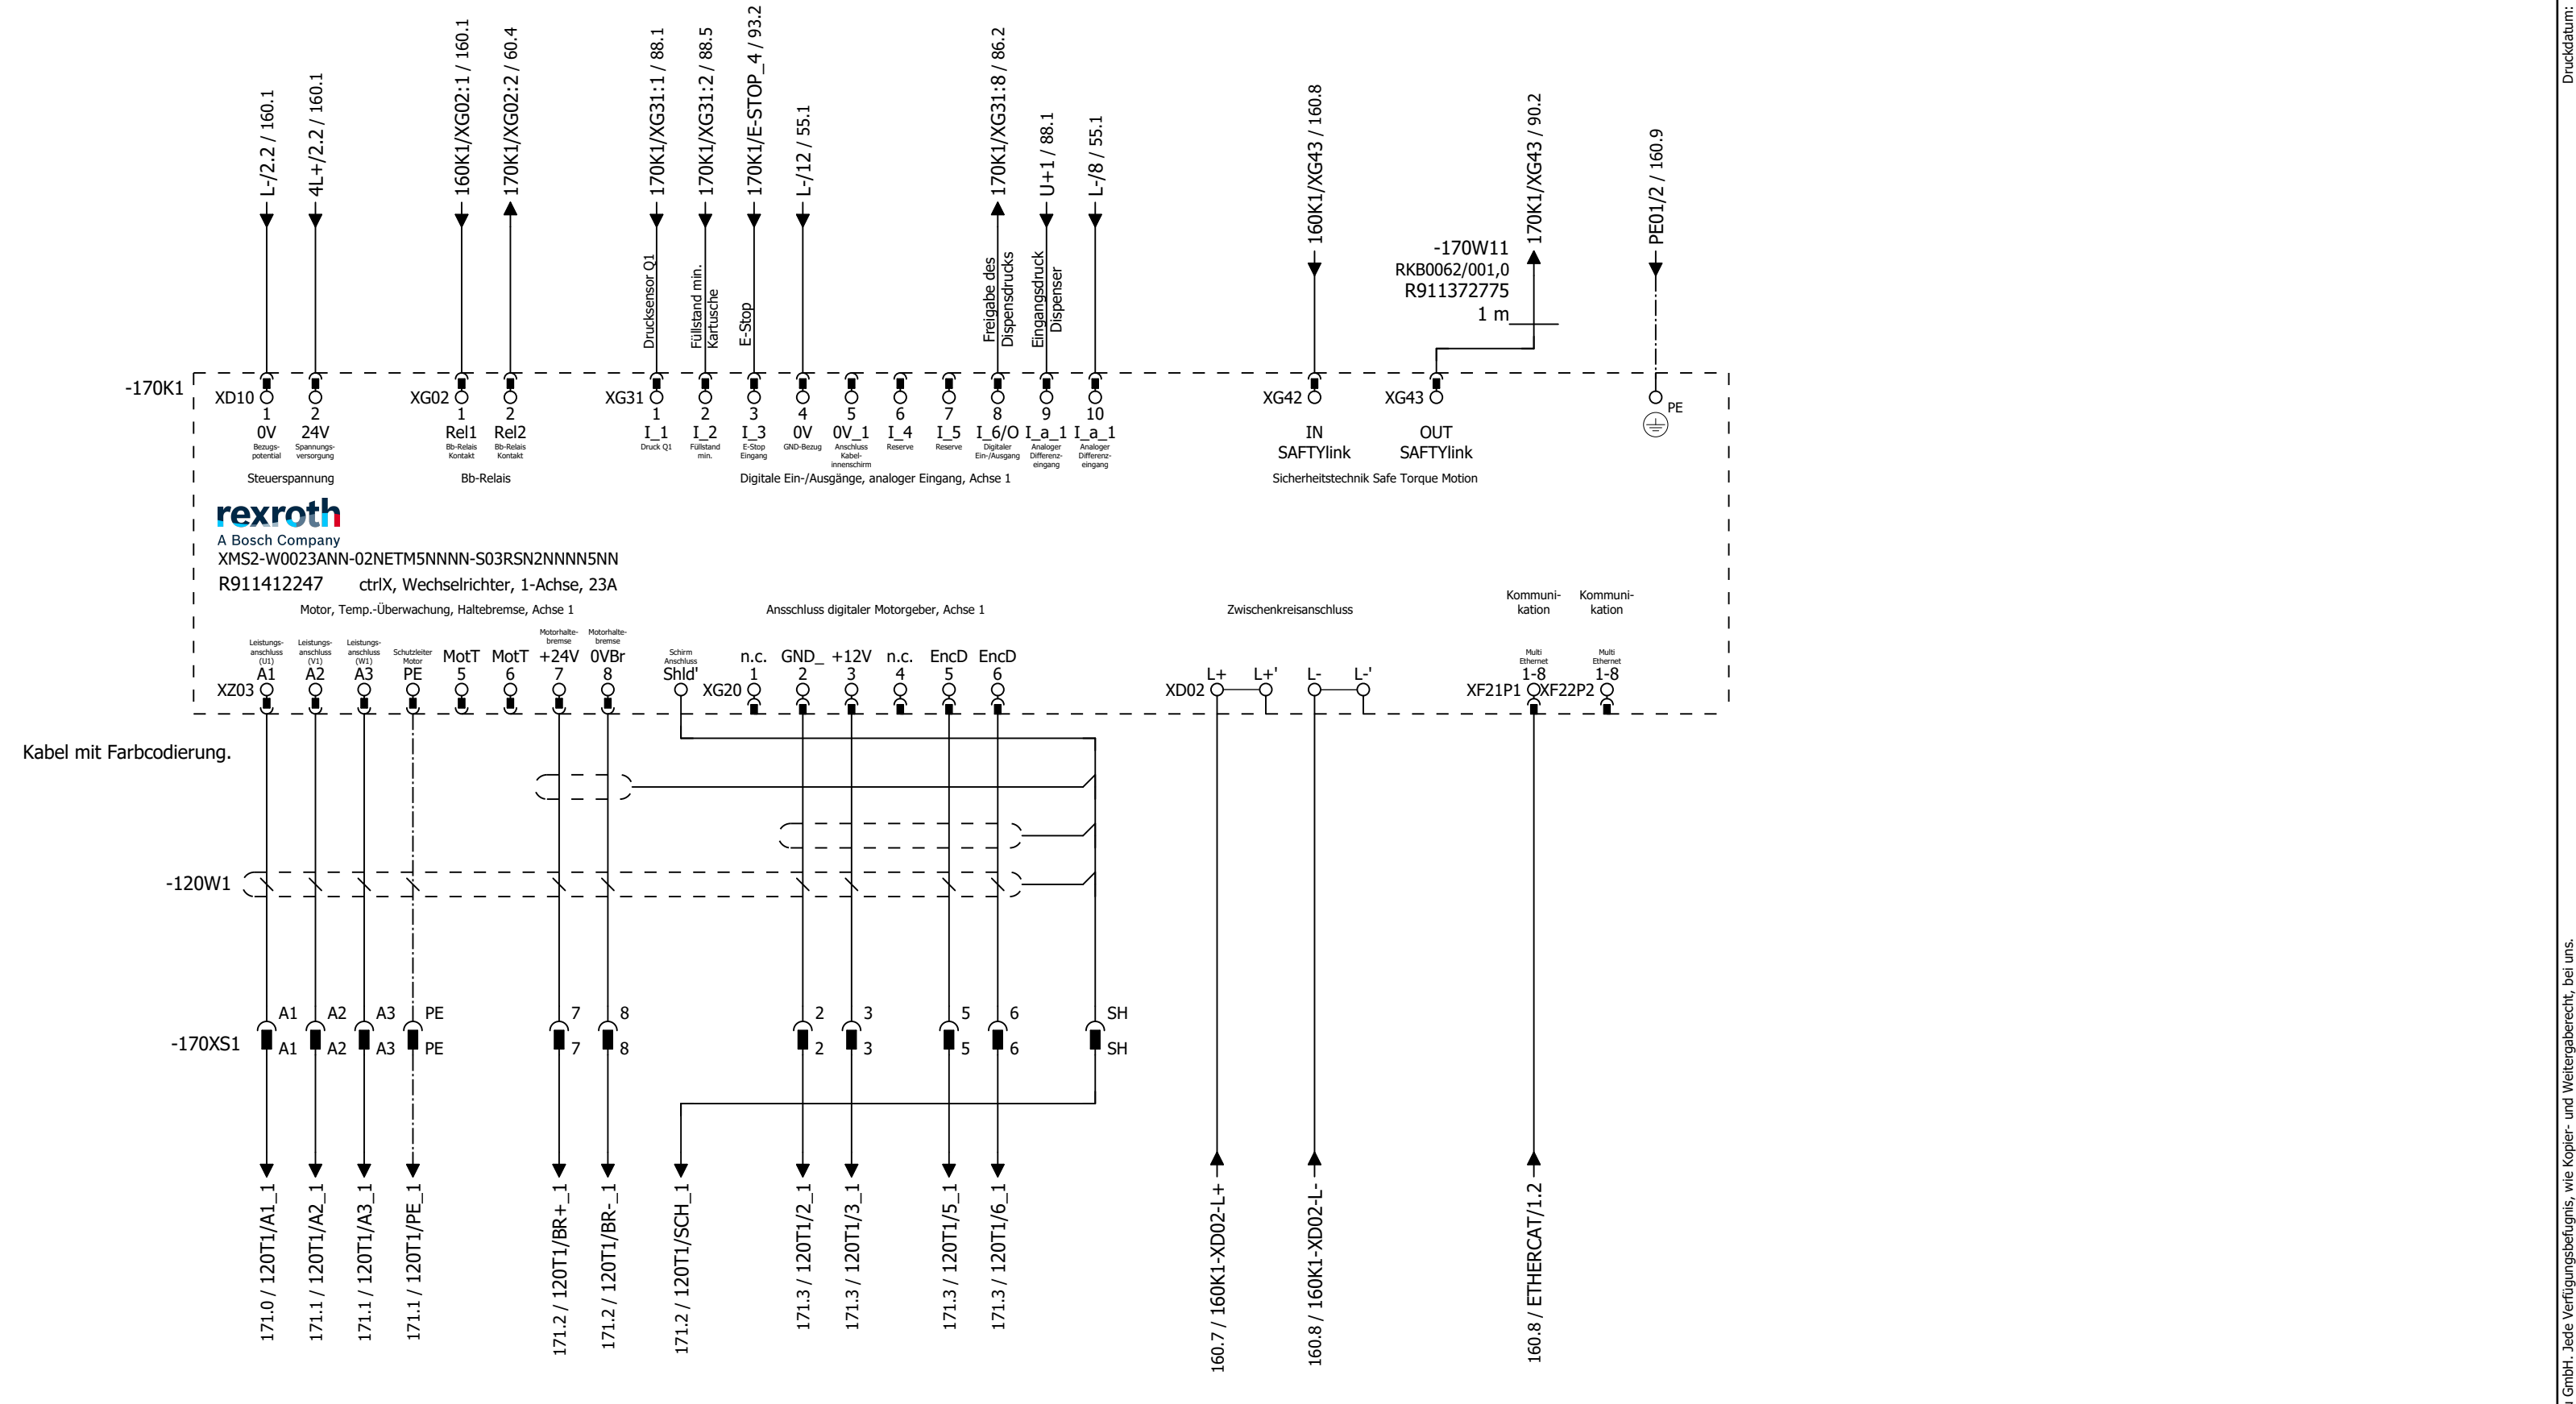 Druckdatum:
L-/2.2 / 160.1
4L+/2.2 / 160.1
160K1/XG02:1 / 160.1
170K1/XG02:2 / 60.4
170K1/XG31:1 / 88.1
170K1/XG31:2 / 88.5
170K1/E-STOP_4 / 93.2
L-/12 / 55.1
170K1/XG31:8 / 86.2
U+1 / 88.1
L-/8 / 55.1
160K1/XG43 / 160.8
170K1/XG43 / 90.2
PE01/2 / 160.9
Drucksensor Q1
Füllstand min.
Kartusche
E-Stop
Freigabe des
Dispensdrucks
Eingangsdruck
Dispenser
-170W11
RKB0062/001,0
R911372775
1 m
-170K1
XD10
1
0V
Bezugs-
potential
2
24V
Spannungs-
versorgung
Steuerspannung
XG02
1
Rel1
Bb-Relais
Kontakt
2
Rel2
Bb-Relais
Kontakt
Bb-Relais
XG31
1
I_1
Druck Q1
2
I_2
Füllstand
min.
3
I_3
E-Stop
Eingang
4
0V
GND-Bezug
5
0V_1
Anschluss
Kabel-
innenschirm
6
I_4
Reserve
7
I_5
Reserve
8
I_6/O
Digitaler
Ein-/Ausgang
9
I_a_1
Analoger
Differenz-
eingang
10
I_a_1
Analoger
Differenz-
eingang
Digitale Ein-/Ausgänge, analoger Eingang, Achse 1
XG42
IN
SAFTYlink
XG43
OUT
SAFTYlink
Sicherheitstechnik Safe Torque Motion
PE
rexroth
A Bosch Company
XMS2-W0023ANN-02NETM5NNNN-S03RSN2NNNN5NN
R911412247 ctrlX, Wechselrichter, 1-Achse, 23A
Motor, Temp.-Überwachung, Haltebremse, Achse 1
Ansschluss digitaler Motorgeber, Achse 1
Zwischenkreisanschluss
Kommuni-
kation
Kommuni-
kation
XZ03
Leistungs-
anschluss
(U1)
A1
Leistungs-
anschluss
(V1)
A2
Leistungs-
anschluss
(W1)
A3
Schutzleiter
Motor
PE
MotT
5
MotT
6
Motorhalte-
bremse
+24V
7
Motorhalte-
bremse
0VBr
8
Schirm
Anschluss
Shld'
XG20
n.c.
1
GND_
2
+12V
3
n.c.
4
EncD
5
EncD
6
XD02
L+
L+'
L-
L-'
XF21P1
Multi
Ethernet
1-8
XF22P2
Multi
Ethernet
1-8
Kabel mit Farbcodierung.
-120W1
-170XS1
A1
A2
A3
PE
7
8
2
3
5
6
SH
A1
A2
A3
PE
7
8
2
3
5
6
SH
171.0 / 120T1/A1_1
171.1 / 120T1/A2_1
171.1 / 120T1/A3_1
171.1 / 120T1/PE_1
171.2 / 120T1/BR+_1
171.2 / 120T1/BR-_1
171.2 / 120T1/SCH_1
171.3 / 120T1/2_1
171.3 / 120T1/3_1
171.3 / 120T1/5_1
171.3 / 120T1/6_1
160.7 / 160K1-XD02-L+
160.8 / 160K1-XD02-L-
160.8 / ETHERCAT/1.2
GmbH. Jede Verfügungsbefugnis, wie Kopier- und Weitergaberecht, bei uns.